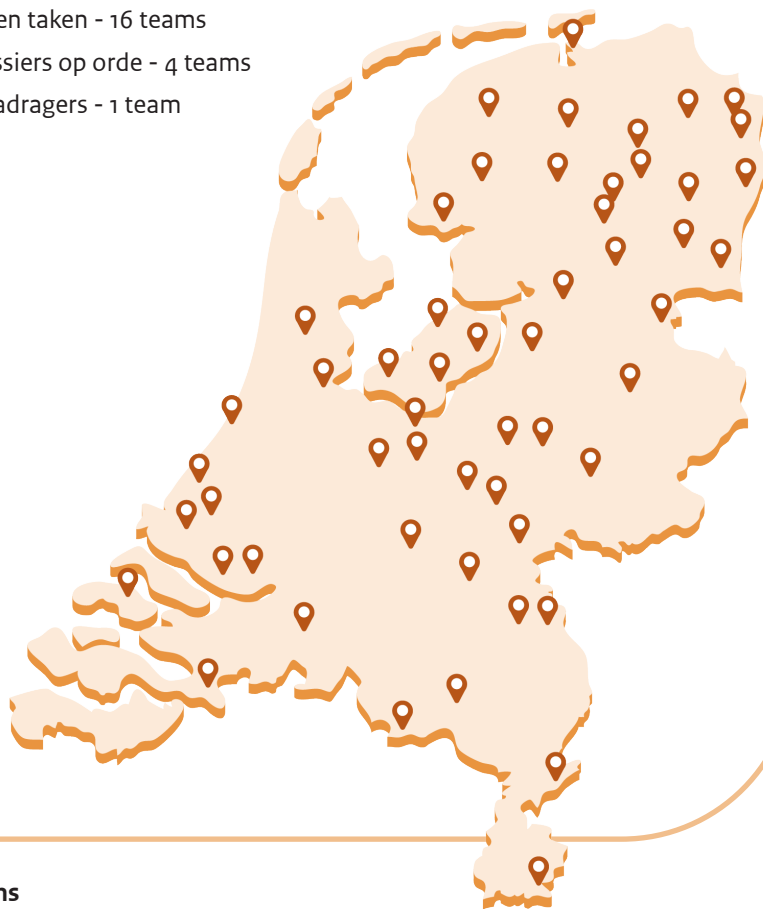 en taken - 16 teams
ssiers op orde - 4 teams
adragers - 1 team
ns